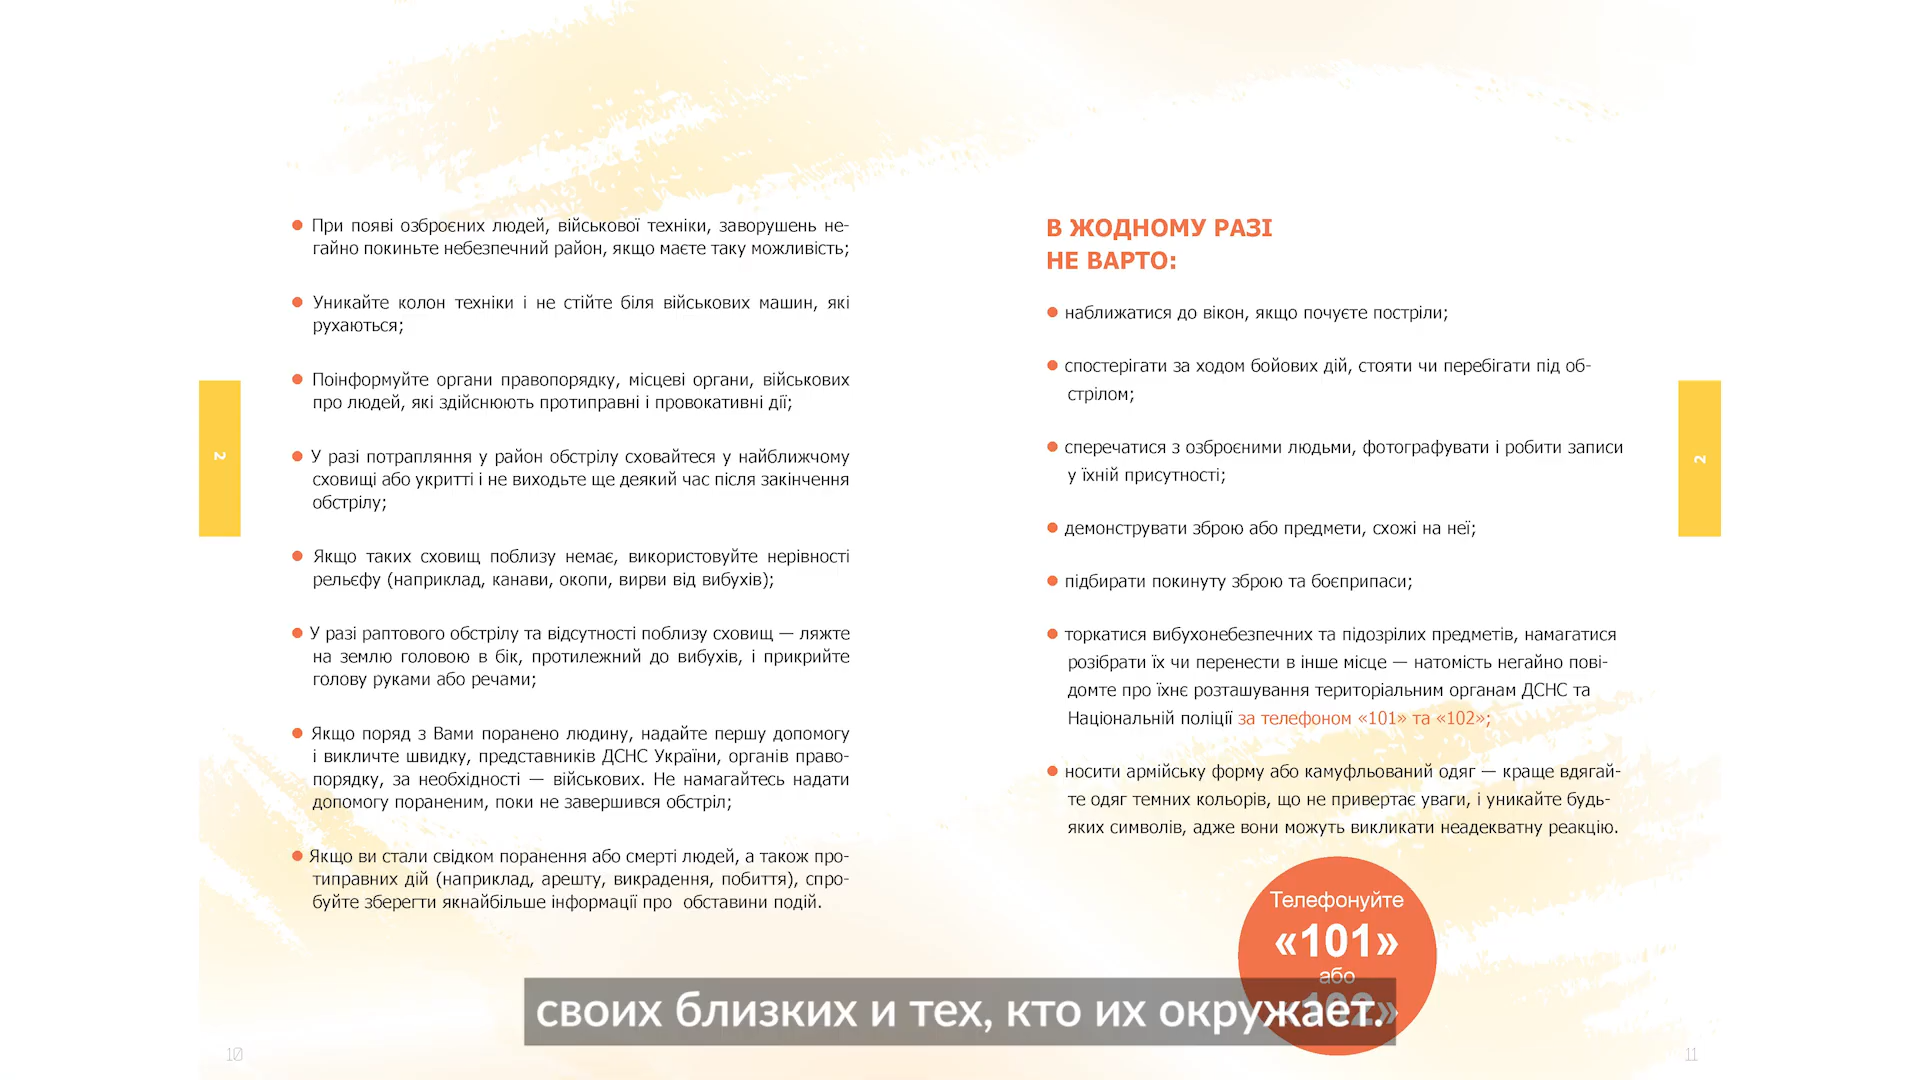 При появі озброєних людей, військової техніки, заворушень не-
гайно покиньте небезпечний район, якщо маєте таку можливість;
Уникайте колон техніки і не стійте біля військових машин, які
рухаються;
Поінформуйте органи правопорядку, місцеві органи, військових
про людей, які здійснюють протиправні і провокативні дії;
У разі потрапляння у район обстрілу сховайтеся у найближчому
сховищі або укритті і не виходьте ще деякий час після закінчення
обстрілу;
Якщо таких сховищ поблизу немає, використовуйте нерівності
рельєфу (наприклад, канави, окопи, вирви від вибухів);
У разі раптового обстрілу та відсутності поблизу сховищ — ляжте
на землю головою в бік, протилежний до вибухів, і прикрийте
голову руками або речами;
Якщо поряд з Вами поранено людину, надайте першу допомогу
і викличте швидку, представників ДСНС України, органів право-
порядку, за необхідності — військових. Не намагайтесь надати
допомогу пораненим, поки не завершився обстріл;
Якщо ви стали свідком поранення або смерті людей, а також про-
типравних дій (наприклад, арешту, викрадення, побиття), спро-
буйте зберегти якнайбільше інформації про обставини подій.
2
10
В ЖОДНОМУ РАЗІ
НЕ ВАРТО:
наближатися до вікон, якщо почуєте постріли;
спостерігати за ходом бойових дій, стояти чи перебігати під об-
стрілом;
сперечатися з озброєними людьми, фотографувати і робити записи
у їхній присутності;
демонструвати зброю або предмети, схожі на неї;
підбирати покинуту зброю та боєприпаси;
торкатися вибухонебезпечних та підозрілих предметів, намагатися
розібрати їх чи перенести в інше місце — натомість негайно пові-
домте про їхнє розташування територіальним органам ДСНС та
Національній поліції за телефоном «101» та «102»;
носити армійську форму або камуфльований одяг — краще вдягай-
те одяг темних кольорів, що не привертає уваги, і уникайте будь-
яких символів, адже вони можуть викликати неадекватну реакцію.
2
Телефонуйте
«101»
або
своих близких и тех, кто их окружает.
11